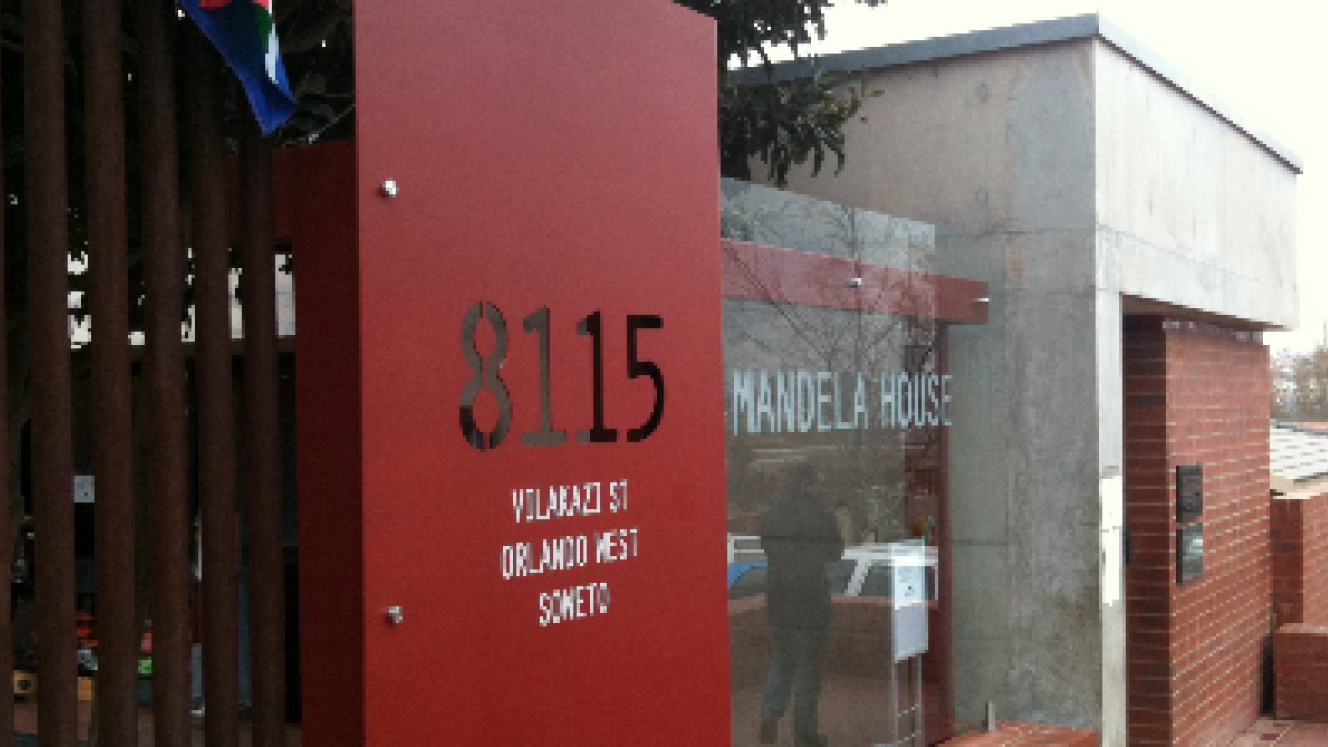 8115
VILAKAZI ST
ORLANDO WEST
SOWETO
MANDELA HOUSE